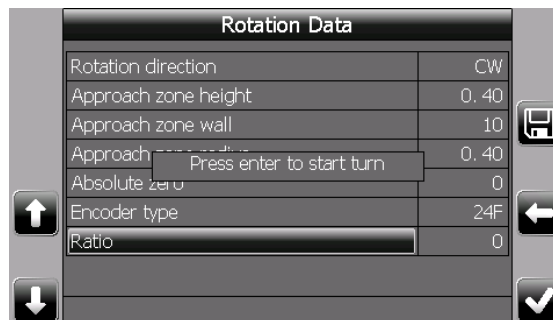 Rotation Data
Rotation direction CW
Approach zone height 0.40
Approach zone wall 10
Approach 0.40
Press enter to start turn
Absolute zero 0
Encoder type 24F
Ratio 0